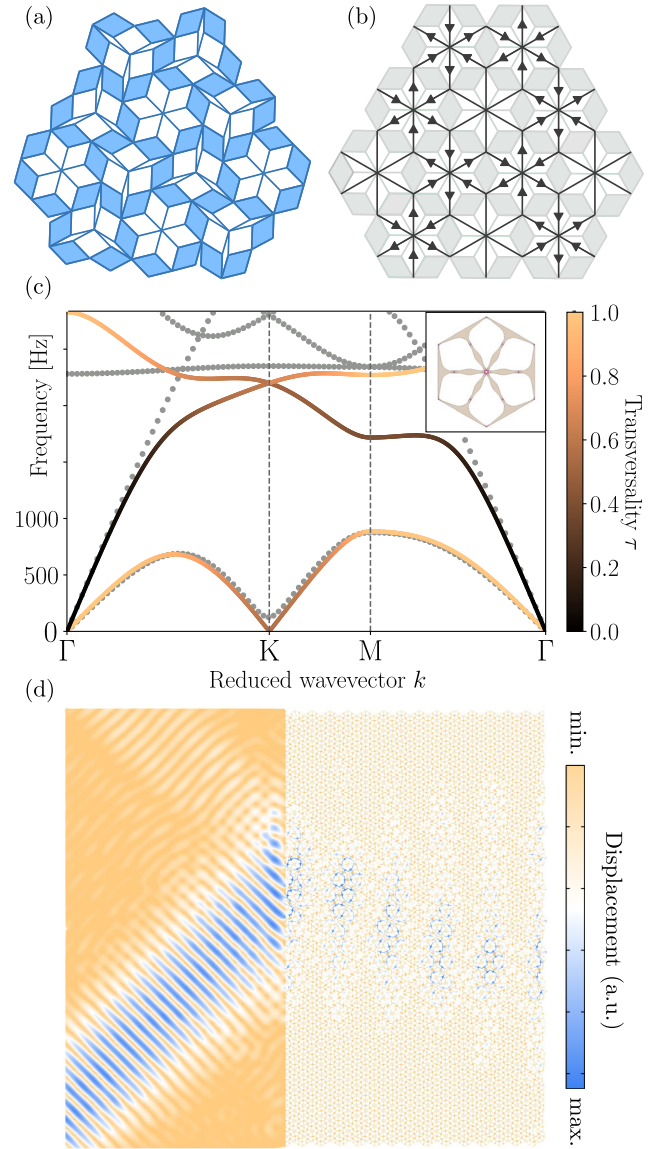 (a)
(b)
(c)
Frequency [Hz]
1000
500
0
Γ
K
M
Γ
Reduced wavevector k
1.0
0.8
0.6
0.4
0.2
0.0
Transversality τ
(d)
min.
Displacement (a.u.)
max.